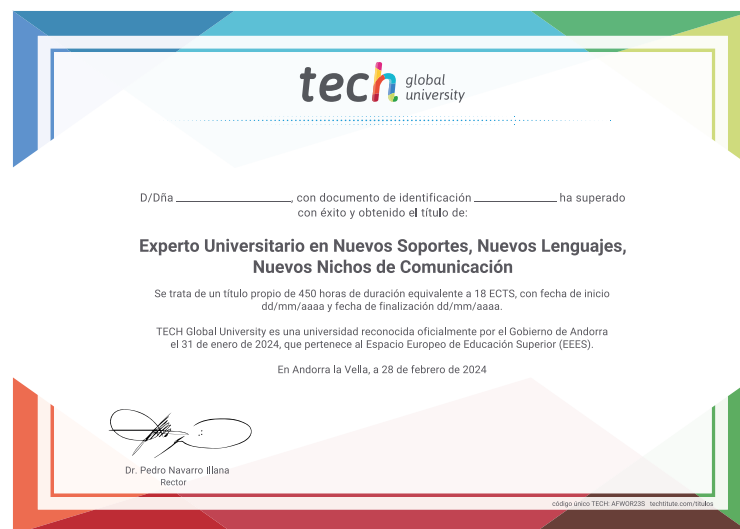 tech global university
D/Dña ____________, con documento de identificación ____________ ha superado
con éxito y obtenido el título de:
Experto Universitario en Nuevos Soportes, Nuevos Lenguajes,
Nuevos Nichos de Comunicación
Se trata de un título propio de 450 horas de duración equivalente a 18 ECTS, con fecha de inicio
dd/mm/aaaa y fecha de finalización dd/mm/aaaa.
TECH Global University es una universidad reconocida oficialmente por el Gobierno de Andorra
el 31 de enero de 2024, que pertenece al Espacio Europeo de Educación Superior (EEES).
En Andorra la Vella, a 28 de febrero de 2024
Dr. Pedro Navarro Illana
Rector
código único TECH: AFWOR23S techtitute.com/títulos